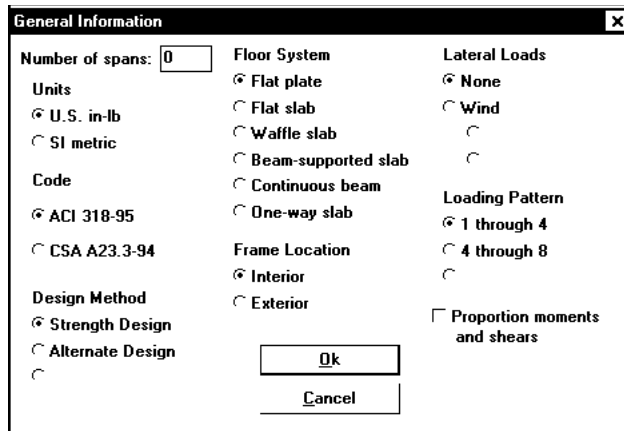 General Information
Number of spans: 0
Units
U.S. in-lb
SI metric
Code
ACI 318-95
CSA A23.3-94
Design Method
Strength Design
Alternate Design
Floor System
Flat plate
Flat slab
Waffle slab
Beam-supported slab
Continuous beam
One-way slab
Frame Location
Interior
Exterior
Lateral Loads
None
Wind
Loading Pattern
1 through 4
4 through 8
Proportion moments
and shears
Ok
Cancel